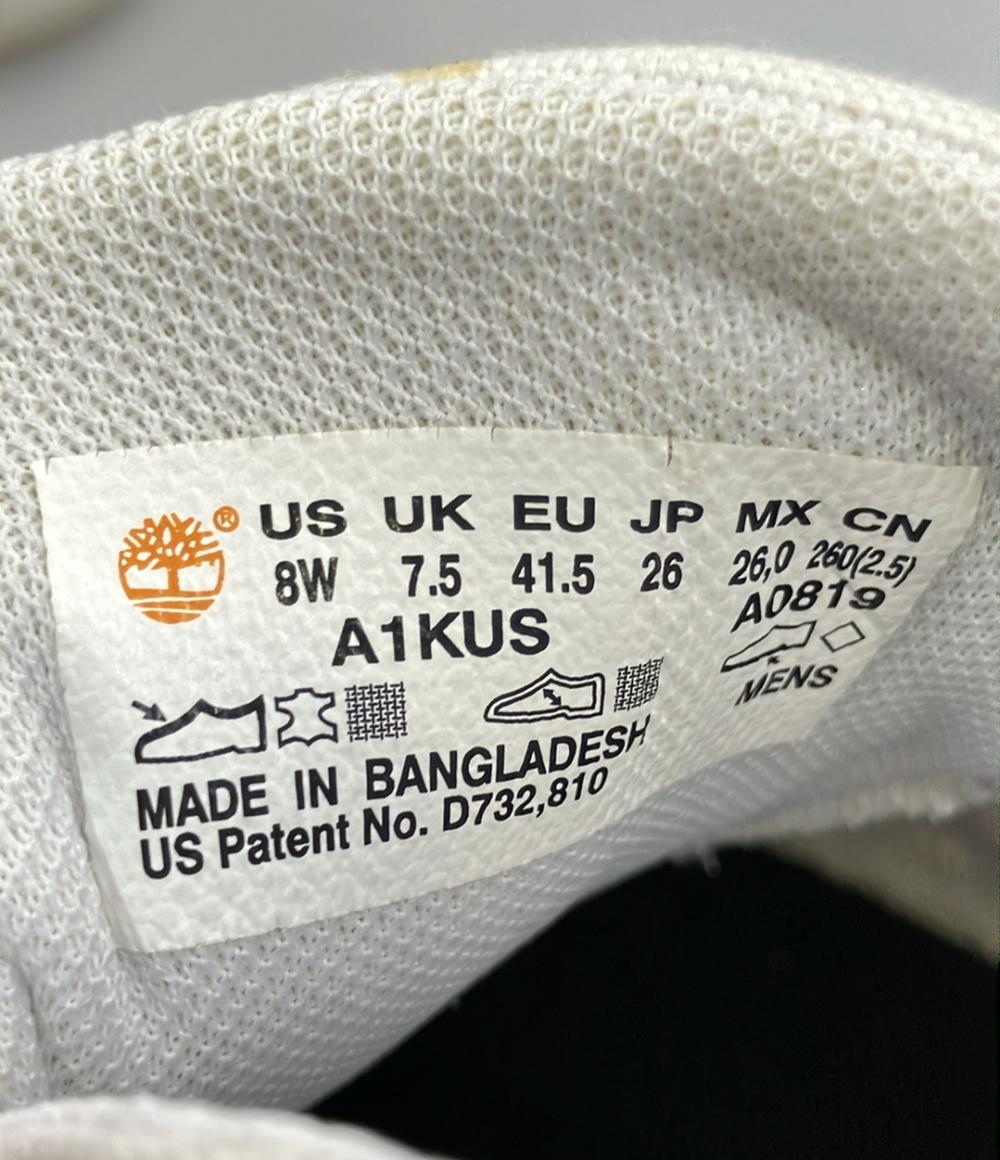 ® US UK EU JP MX CN
8W 7.5 41.5 26 26,0 260(2.5)
A1KUS A0819
MENS
MADE IN BANGLADESH
US Patent No. D732,810